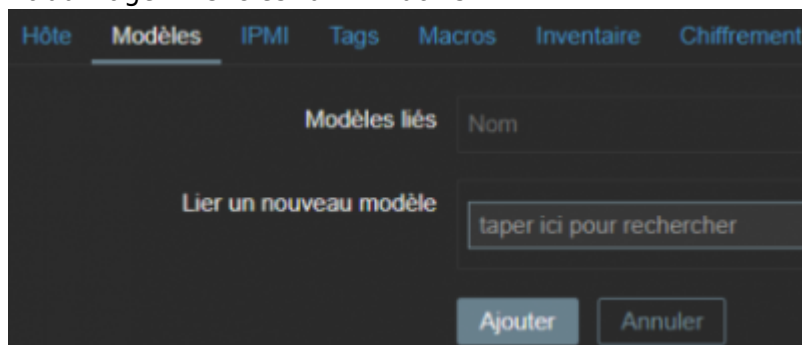 Hôte Modèles IPMI Tags Macros Inventaire Chiffrement
Modèles liés Nom
Lier un nouveau modèle taper ici pour rechercher
Ajouter Annuler